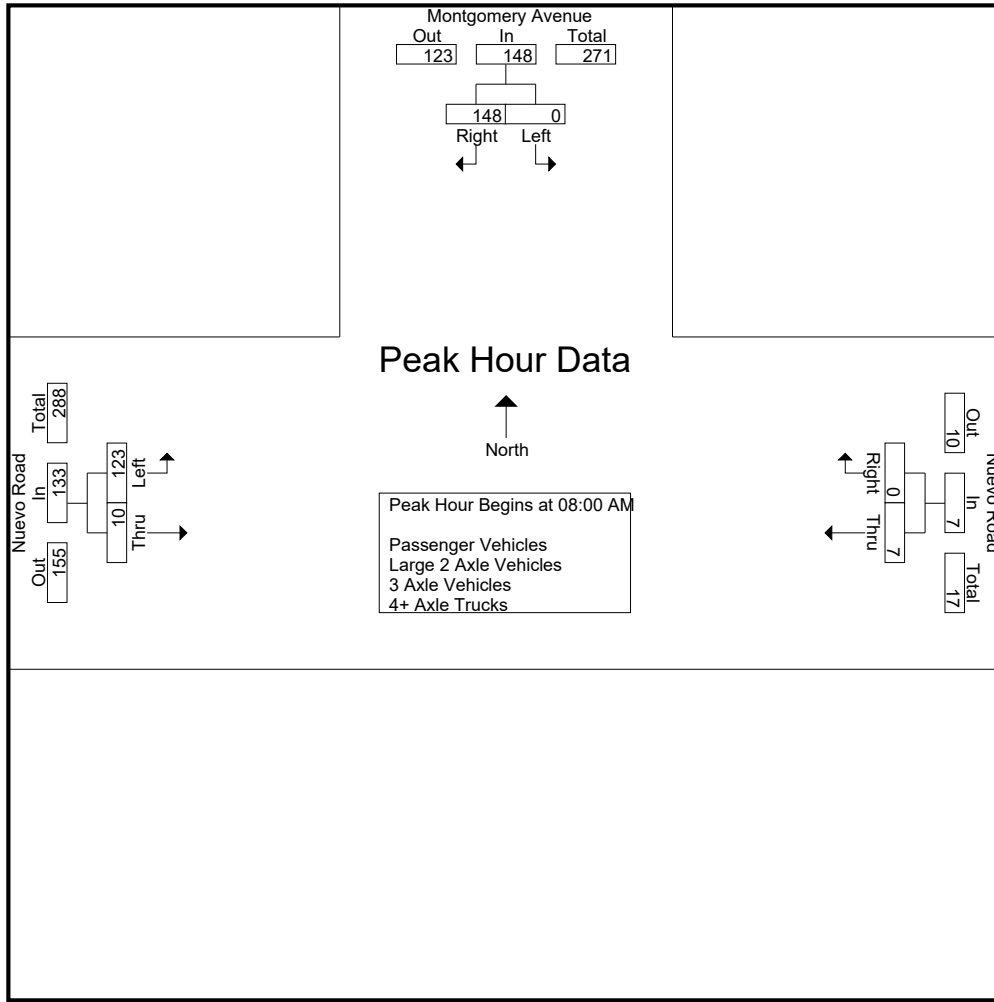 Montgomery Avenue
Out In Total
123 148 271
148 0
Right Left
Peak Hour Data
North
Peak Hour Begins at 08:00 AM
Passenger Vehicles
Large 2 Axle Vehicles
3 Axle Vehicles
4+ Axle Trucks
Nuevo Road
Out In Total
155 133 288
10 123
Thru Left
Nuevo Road
Out In Total
10 7 17
0 7
Right Thru